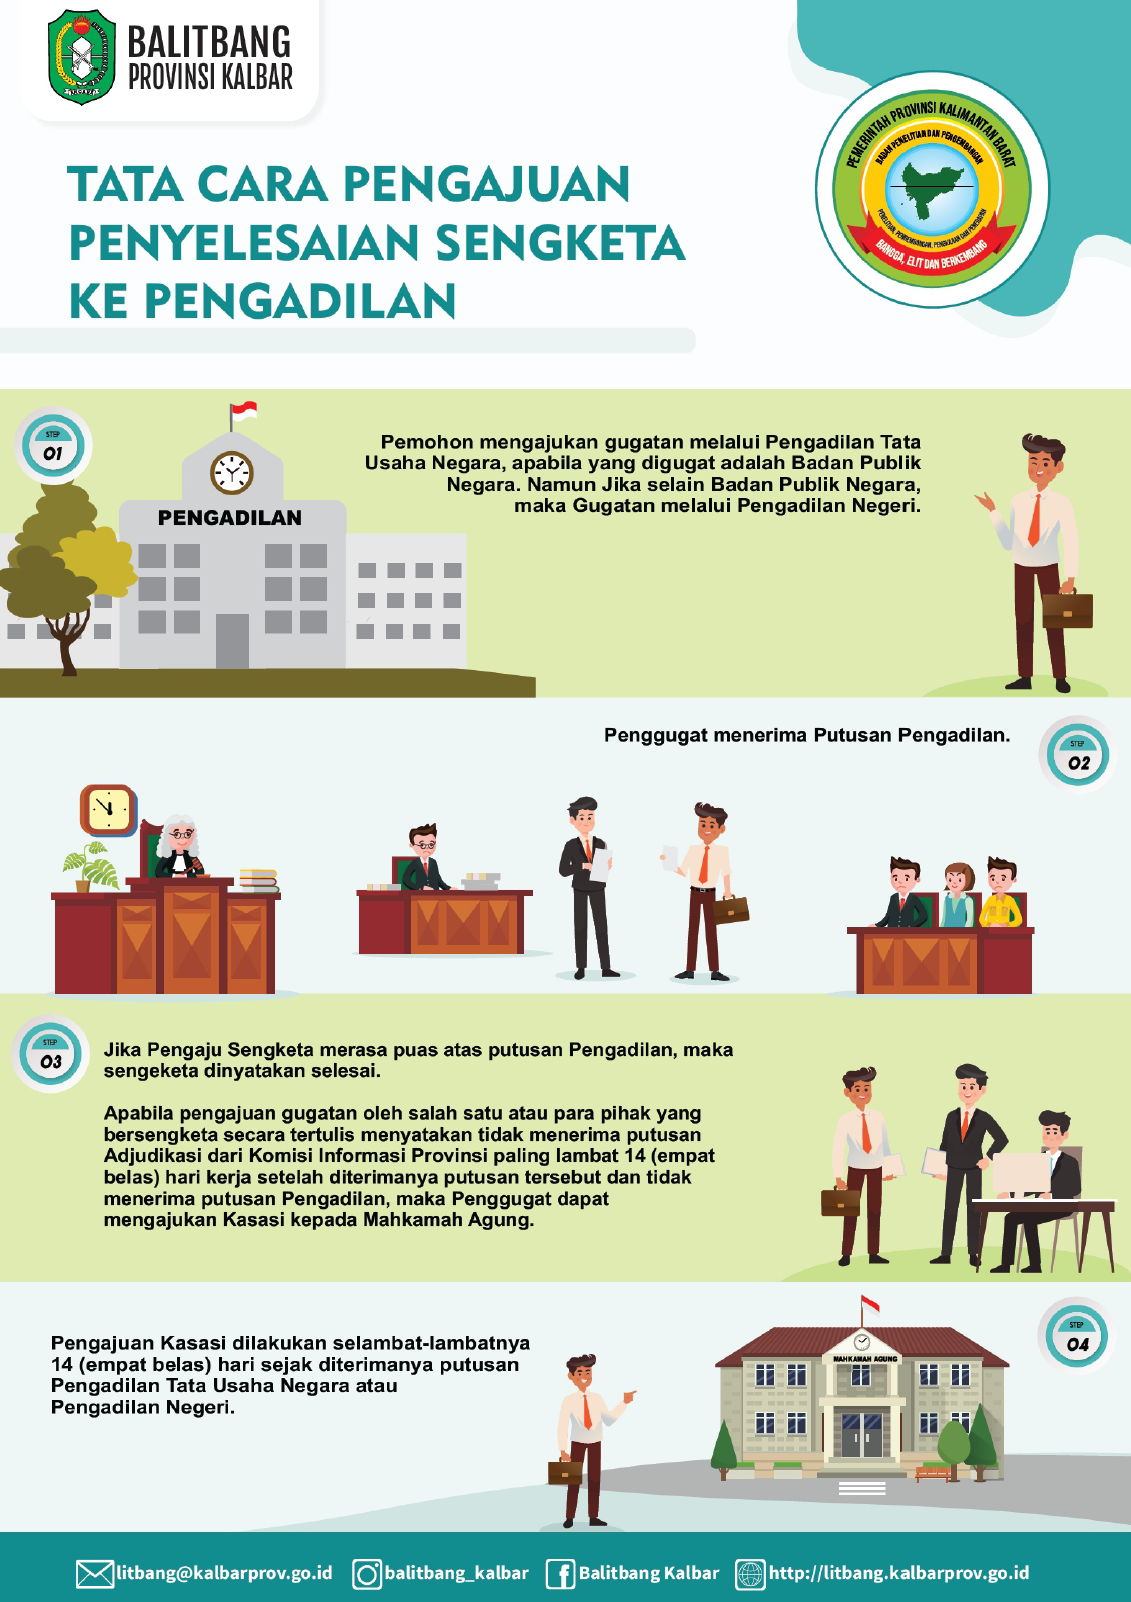 BALITBANG
PROVINSI KALBAR
PEMERINTAH PROVINSI KALIMANTAN BARAT
BADAN PENELITIAN DAN PENGEMBANGAN
PENELITIAN, PENGEMBANGAN, PENGKAJIAN DAN PENERAPAN
BANGGA, ELIT DAN BERKEMBANG
TATA CARA PENGAJUAN
PENYELESAIAN SENGKETA
KE PENGADILAN
STEP
01
PENGADILAN
Pemohon mengajukan gugatan melalui Pengadilan Tata
Usaha Negara, apabila yang digugat adalah Badan Publik
Negara. Namun Jika selain Badan Publik Negara,
maka Gugatan melalui Pengadilan Negeri.
Penggugat menerima Putusan Pengadilan.
STEP
02
STEP
03
Jika Pengaju Sengketa merasa puas atas putusan Pengadilan, maka
sengeketa dinyatakan selesai.
Apabila pengajuan gugatan oleh salah satu atau para pihak yang
bersengketa secara tertulis menyatakan tidak menerima putusan
Adjudikasi dari Komisi Informasi Provinsi paling lambat 14 (empat
belas) hari kerja setelah diterimanya putusan tersebut dan tidak
menerima putusan Pengadilan, maka Penggugat dapat
mengajukan Kasasi kepada Mahkamah Agung.
Pengajuan Kasasi dilakukan selambat-lambatnya
14 (empat belas) hari sejak diterimanya putusan
Pengadilan Tata Usaha Negara atau
Pengadilan Negeri.
MAHKAMAH AGUNG
STEP
04
litbang@kalbarprov.go.id
balitbang_kalbar
Balitbang Kalbar
http://litbang.kalbarprov.go.id